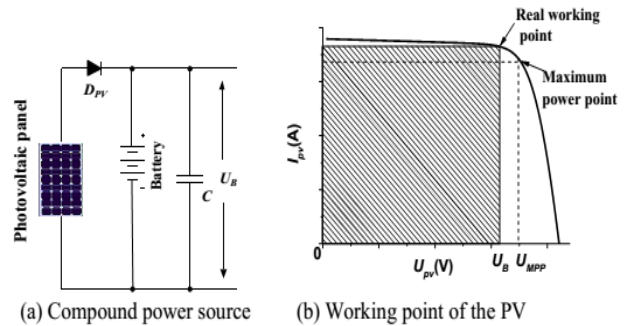 Photovoltaic panel
D_PV
Battery
+
-
C
U_B
(a) Compound power source
Real working
point
Maximum
power point
I_pv(A)
0
U_pv(V)
U_B
U_MPP
(b) Working point of the PV